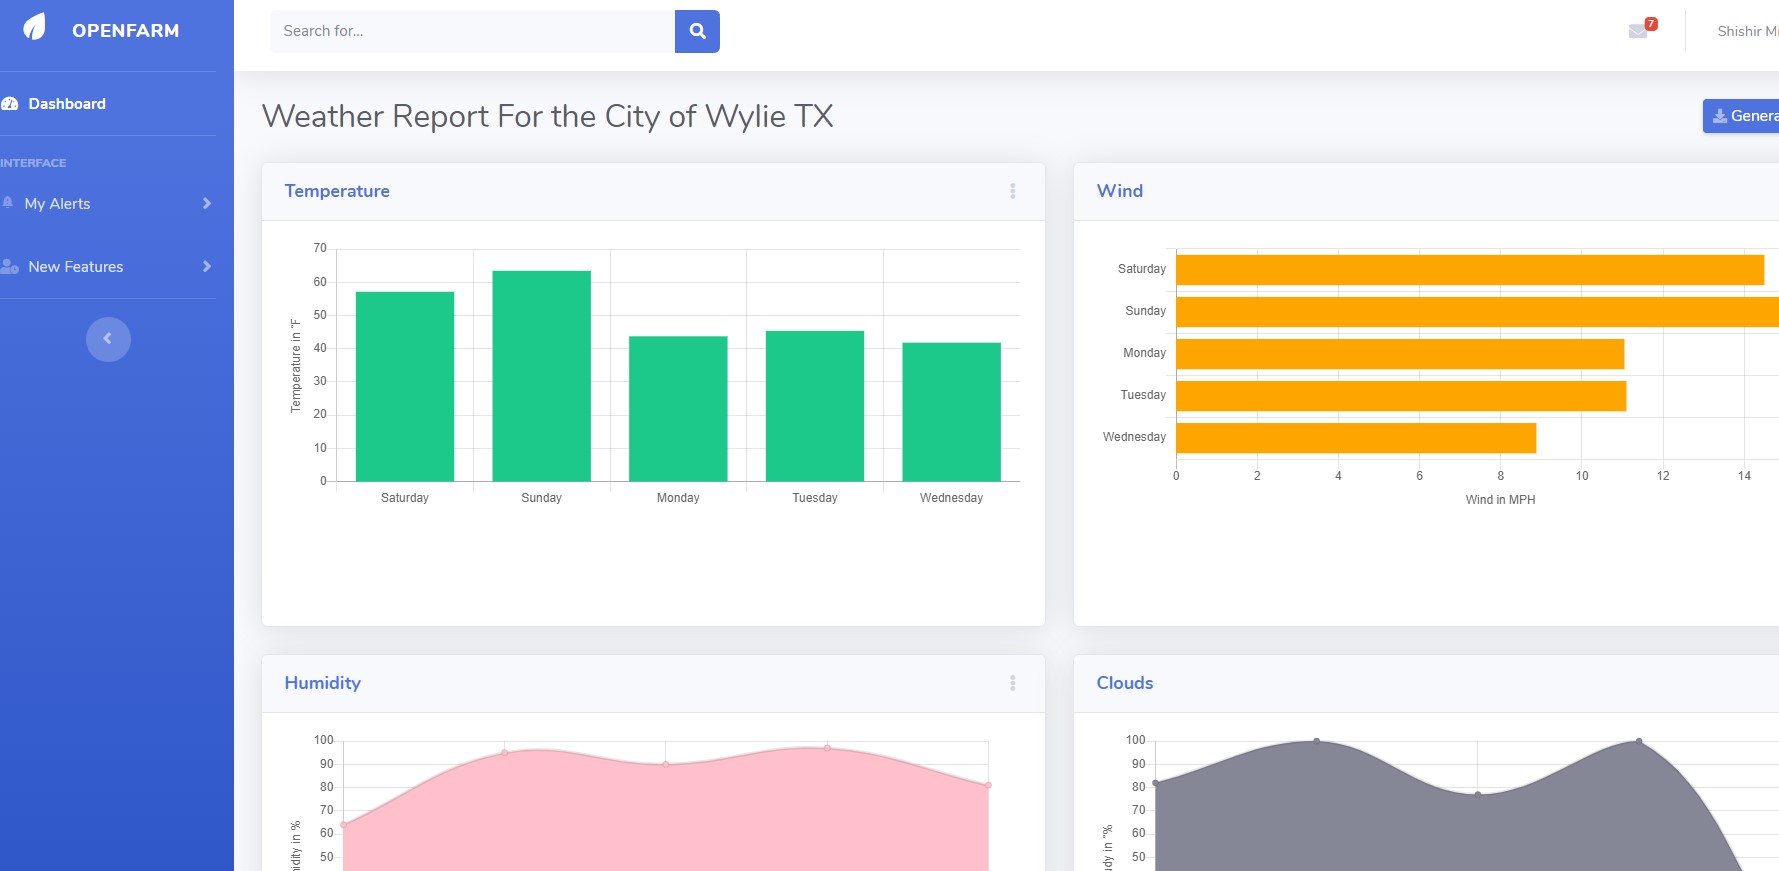 OPENFARM
Search for...
7
Shishir
Dashboard
Weather Report For the City of Wylie TX
INTERFACE
My Alerts
New Features
Temperature
Temperature in °F
70
60
50
40
30
20
10
0
Saturday Sunday Monday Tuesday Wednesday
Wind
Saturday
Sunday
Monday
Tuesday
Wednesday
0 2 4 6 8 10 12 14
Wind in MPH
Humidity
100
90
80
70
60
50
in %
Clouds
100
90
80
70
60
50
in °%